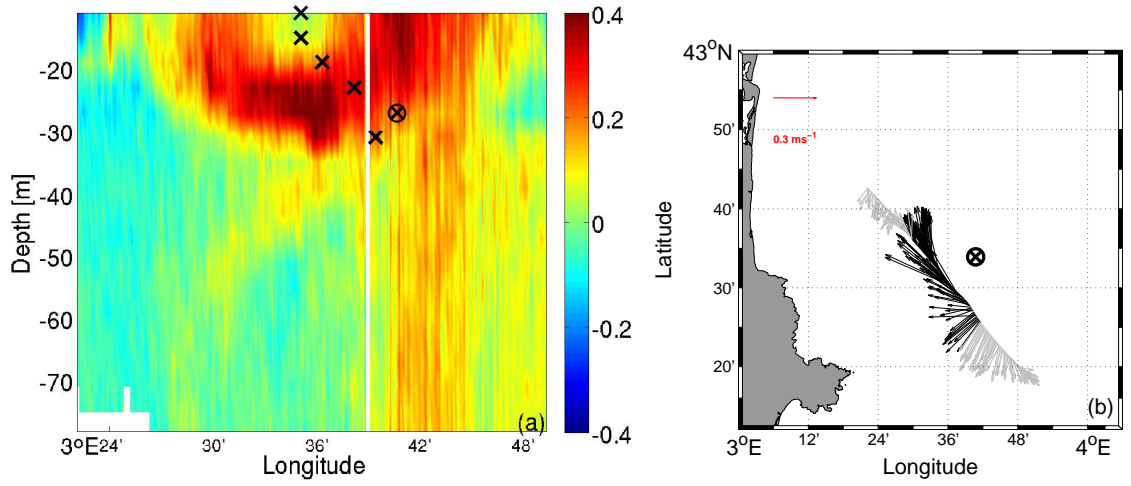 0.4
0.2
0
-0.2
-0.4
-20
-30
-40
-50
-60
-70
Depth [m]
(a)
3°E24' 30' 36' 42' 48'
Longitude
43°N
50'
40'
30'
20'
Latitude
0.3 ms⁻¹
(b)
3°E 12' 24' 36' 48' 4°E
Longitude